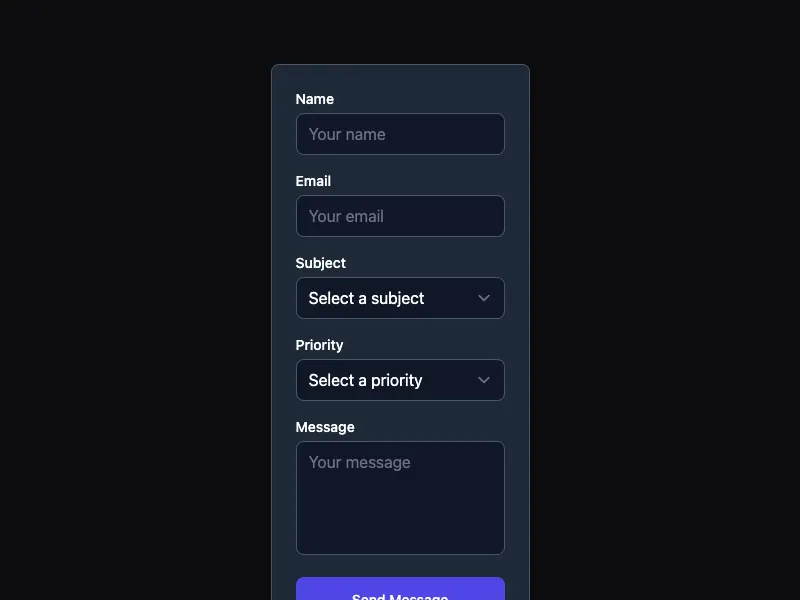 Name
Your name
Email
Your email
Subject
Select a subject
Priority
Select a priority
Message
Your message
Send Message